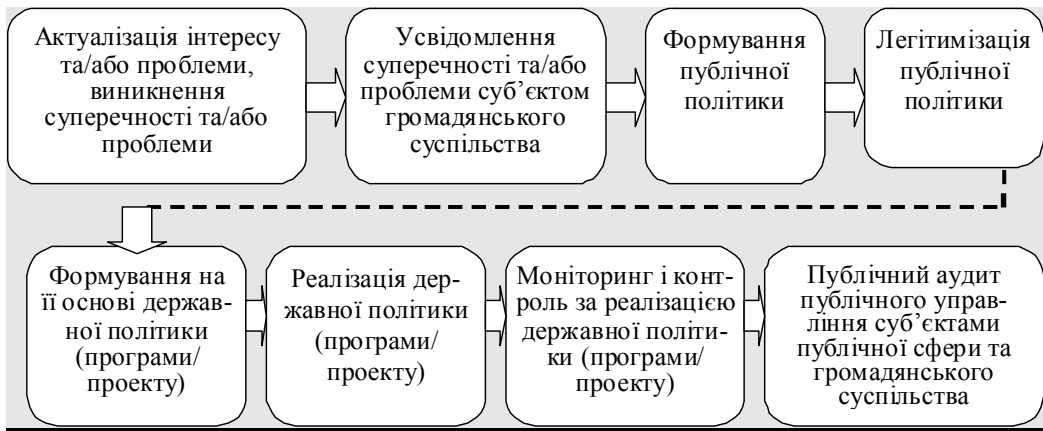 Актуалізація інтересу
та/або проблеми,
виникнення
суперечності та/або
проблеми
Усвідомлення
суперечності та/або
проблеми суб’єктом
громадянського
суспільства
Формування
публічної
політики
Легітимізація
публічної
політики
Формування на
її основі держав-
ної політики
(програми/
проекту)
Реалізація дер-
жавної політики
(програми/
проекту)
Моніторинг і конт-
роль за реалізацією
державної політи-
ки (програми/
проекту)
Публічний аудит
публічного управ-
ління суб’єктами
публічної сфери та
громадянського
суспільства